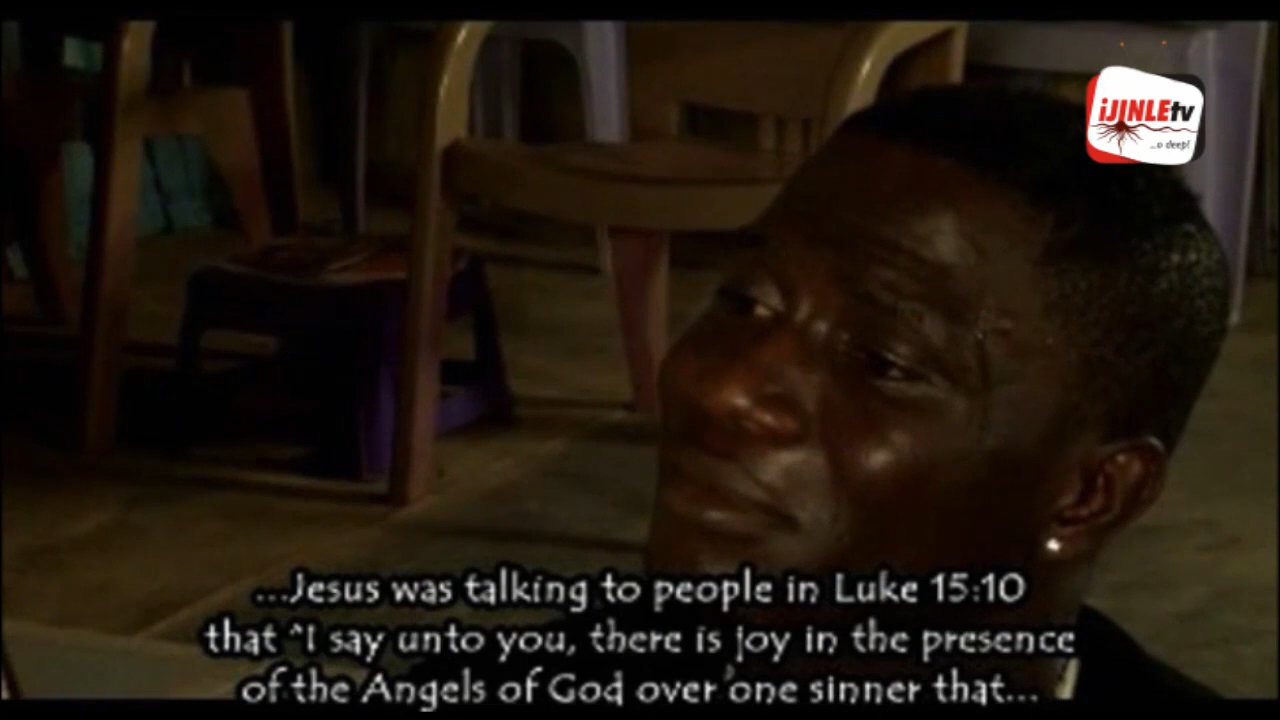 iJINLEtv
...o deep!
...Jesus was talking to people in Luke 15:10
that ^I say unto you, there is joy in the presence
of the Angels of God over one sinner that...